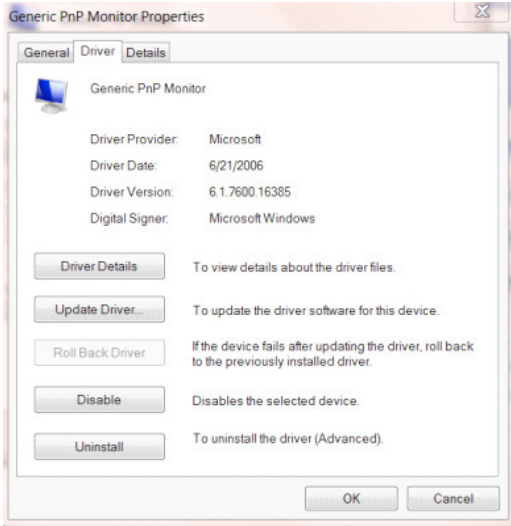 Generic PnP Monitor Properties
General Driver Details
Generic PnP Monitor
Driver Provider: Microsoft
Driver Date: 6/21/2006
Driver Version: 6.1.7600.16385
Digital Signer: Microsoft Windows
Driver Details To view details about the driver files.
Update Driver... To update the driver software for this device.
Roll Back Driver If the device fails after updating the driver, roll back
to the previously installed driver.
Disable Disables the selected device.
Uninstall To uninstall the driver (Advanced).
OK Cancel